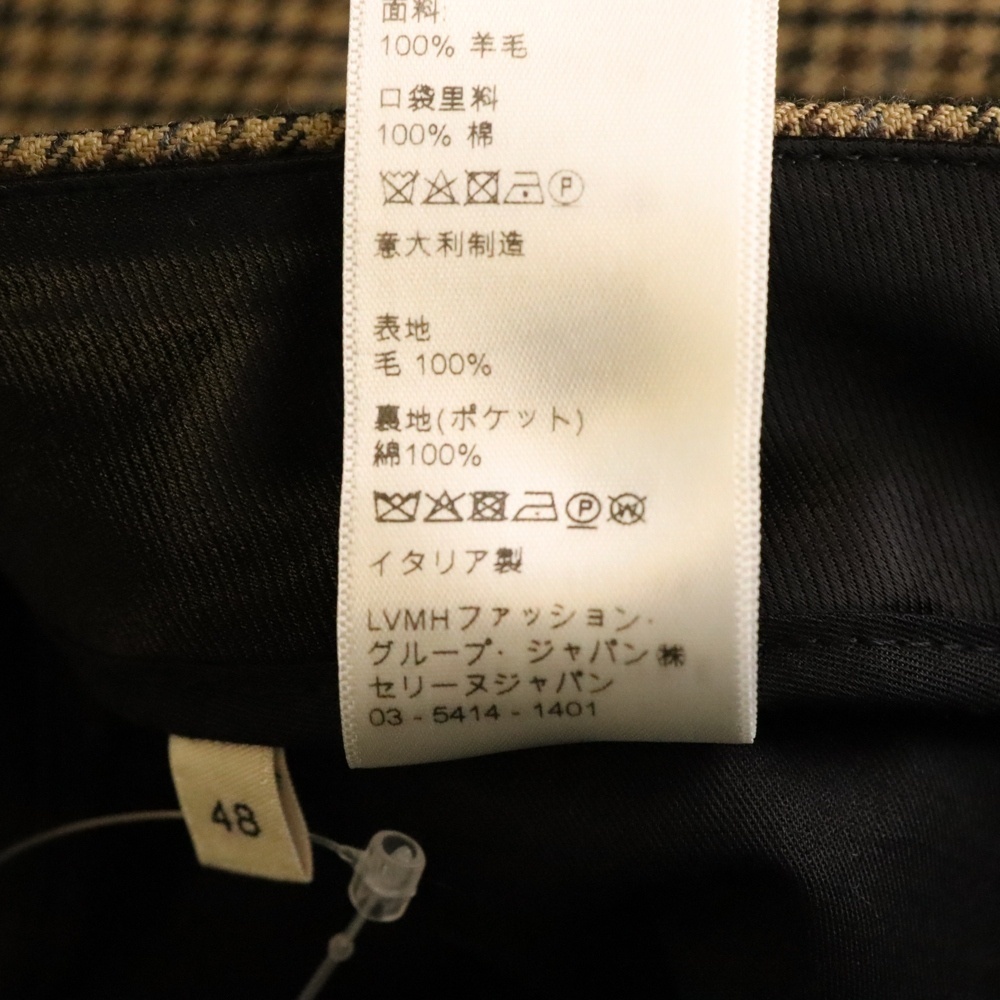 面料:
100% 羊毛
口袋里料
100% 棉
P
意大利制造
表地
毛 100%
裏地(ポケット)
綿100%
P W
イタリア製
LVMHファッション・
グループ・ジャパン㈱
セリーヌジャパン
03 - 5414 - 1401
48